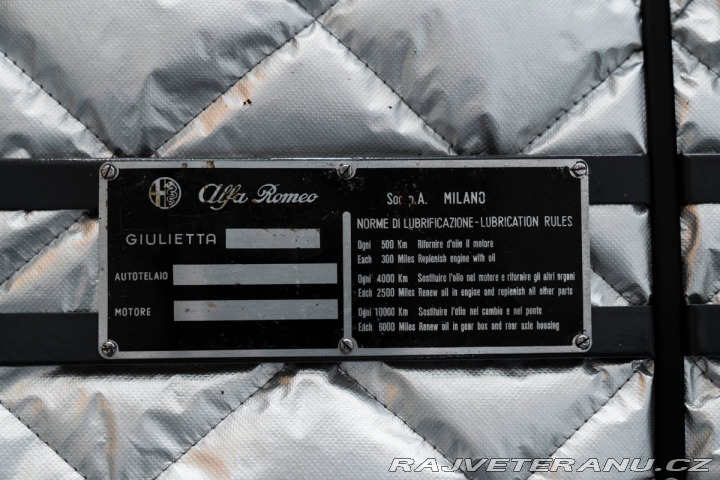 Alfa Romeo
Soc. p. A. MILANO
GIULIETTA
AUTOTELAIO
MOTORE
NORME DI LUBRIFICAZIONE-LUBRICATION RULES
Ogni 500 Km Rifornire d'olio il motore
Each 300 Miles Replenish engine with oil
Ogni 4000 Km Sostituire l'olio nel motore e rifornire gli altri organi
Each 2500 Miles Renew oil in engine and replenish all other parts
Ogni 10000 Km Sostituire l'olio nel cambio e nel ponte
Each 6000 Miles Renew oil in gear box and rear axle housing
RAJVETERANU.CZ